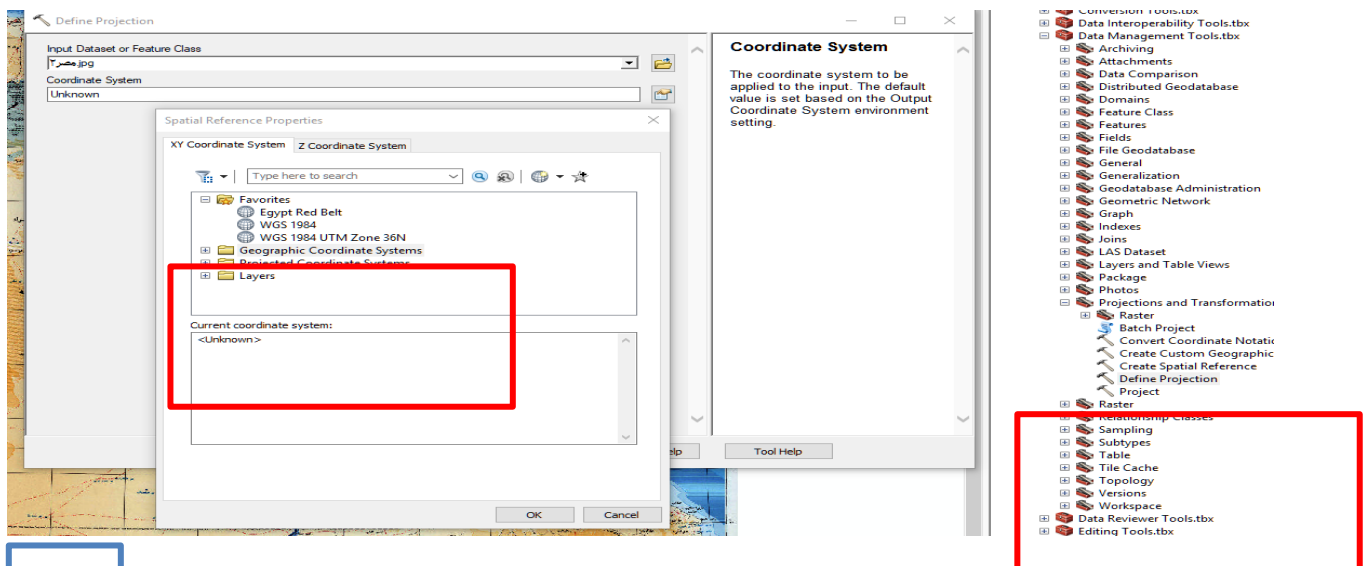 Define Projection
Input Dataset or Feature Class
مصر٢.jpg
Coordinate System
Unknown
Coordinate System
The coordinate system to be
applied to the input. The default
value is set based on the Output
Coordinate System environment
setting.
Spatial Reference Properties
XY Coordinate System
Z Coordinate System
Type here to search
Favorites
Egypt Red Belt
WGS 1984
WGS 1984 UTM Zone 36N
Geographic Coordinate Systems
Projected Coordinate Systems
Layers
Current coordinate system:
<Unknown>
OK
Cancel
Tool Help
Conversion Tools.tbx
Data Interoperability Tools.tbx
Data Management Tools.tbx
Archiving
Attachments
Data Comparison
Distributed Geodatabase
Domains
Feature Class
Features
Fields
File Geodatabase
General
Generalization
Geodatabase Administration
Geometric Network
Graph
Indexes
Joins
LAS Dataset
Layers and Table Views
Package
Photos
Projections and Transformatio
Raster
Batch Project
Convert Coordinate Notati
Create Custom Geographic
Create Spatial Reference
Define Projection
Project
Raster
Relationship Classes
Sampling
Subtypes
Table
Tile Cache
Topology
Versions
Workspace
Data Reviewer Tools.tbx
Editing Tools.tbx